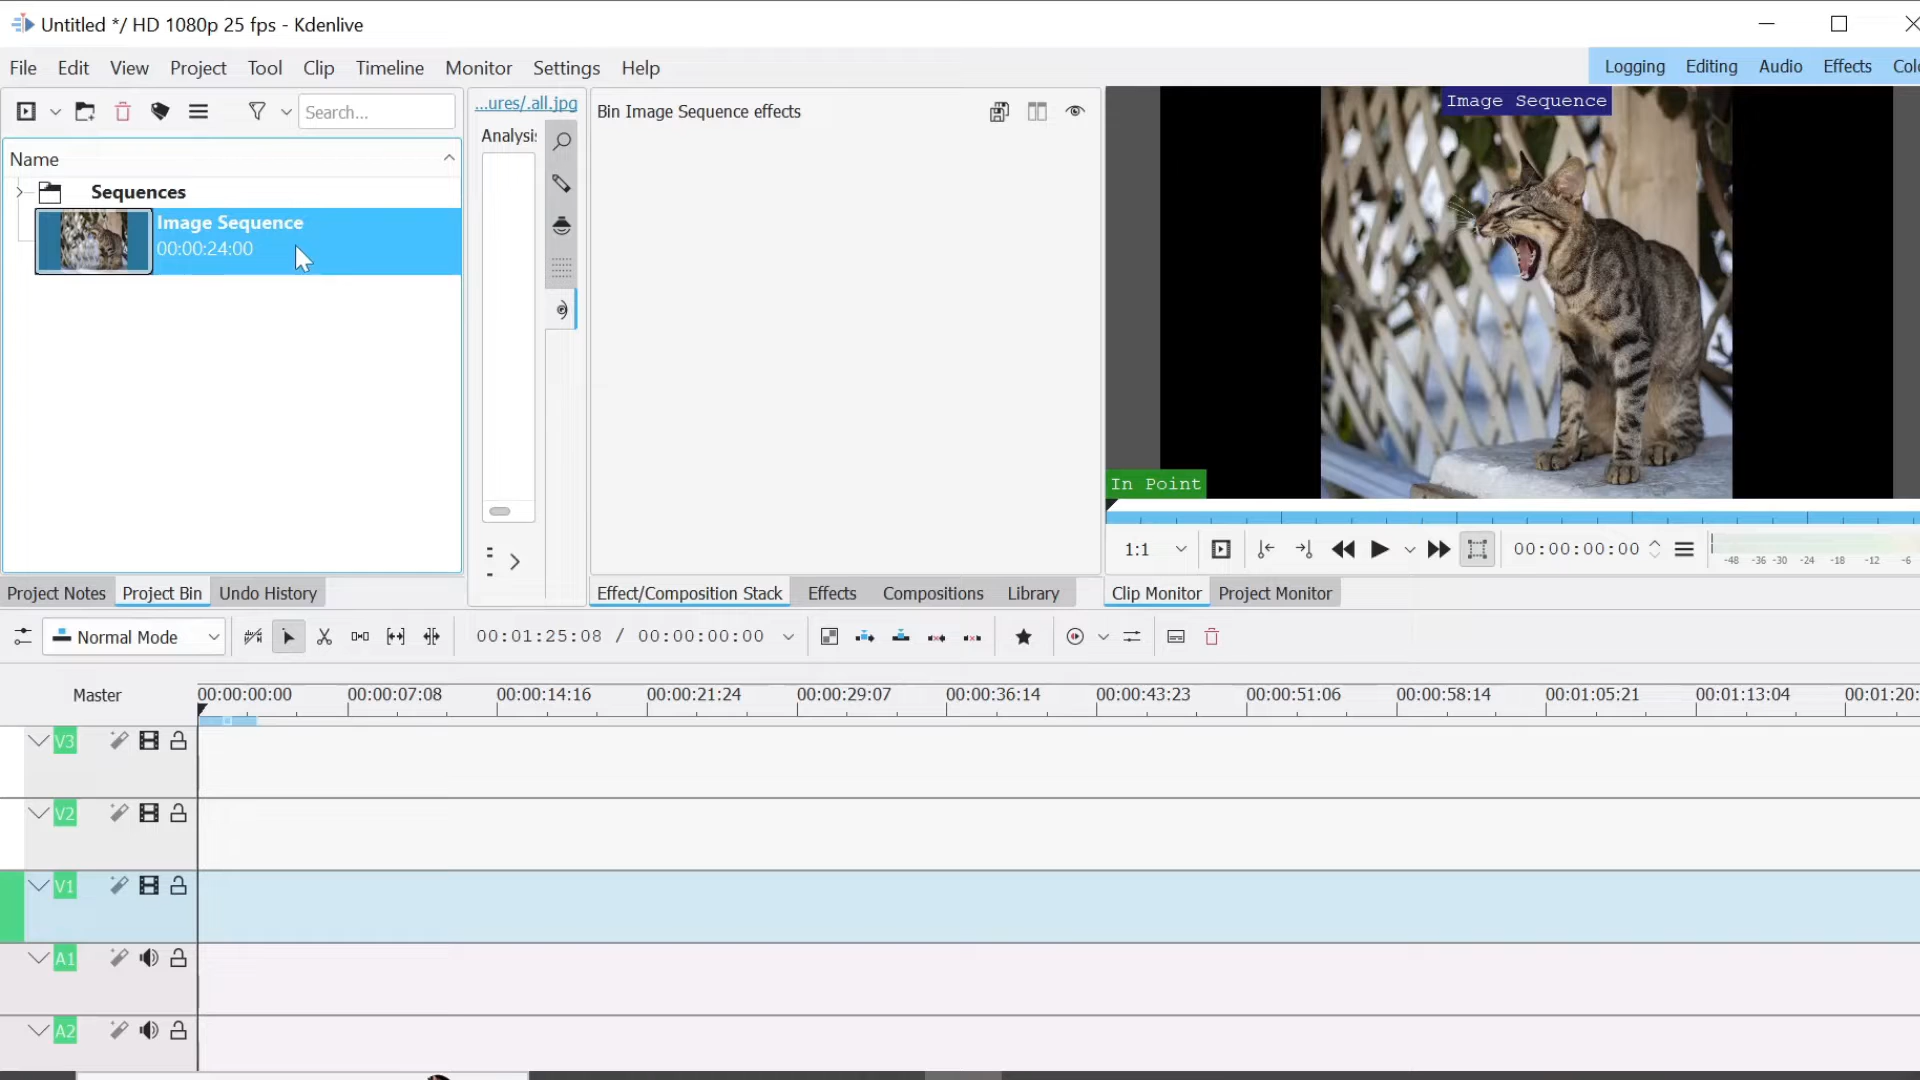 Untitled */ HD 1080p 25 fps - Kdenlive
File Edit View Project Tool Clip Timeline Monitor Settings Help
Logging Editing Audio Effects Colo
Search...
...ures/.all.jpg
Bin Image Sequence effects
Image Sequence
Analysis
Name
Sequences
Image Sequence
00:00:24:00
In Point
1:1
00:00:00:00
-48 -36 -30 -24 -18 -12 -6
Project Notes Project Bin Undo History
Effect/Composition Stack Effects Compositions Library
Clip Monitor Project Monitor
Normal Mode
00:01:25:08 / 00:00:00:00
Master
00:00:00:00 00:00:07:08 00:00:14:16 00:00:21:24 00:00:29:07 00:00:36:14 00:00:43:23 00:00:51:06 00:00:58:14 00:01:05:21 00:01:13:04 00:01:20:
V3
V2
V1
A1
A2